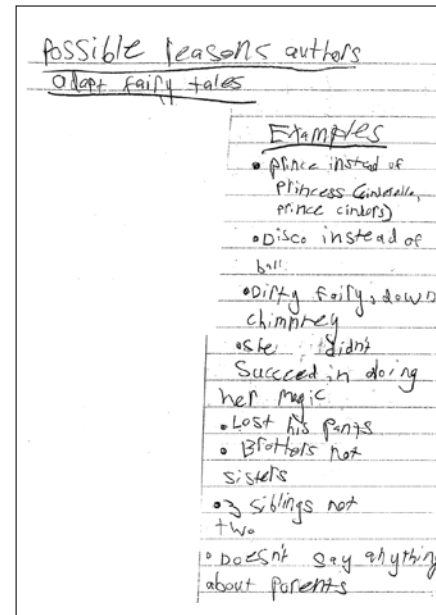 Possible reasons authors
adapt fairy tales
Examples
• Prince instead of
Princess (Cinderella,
prince cinders)
• Disco instead of
ball
• Dirty fairy, down
chimphey
• She didn't
Succeed in doing
her magic
• Lost his pants
• Brothers not
sisters
• 3 siblings not
two
• Doesn't say anything
about parents